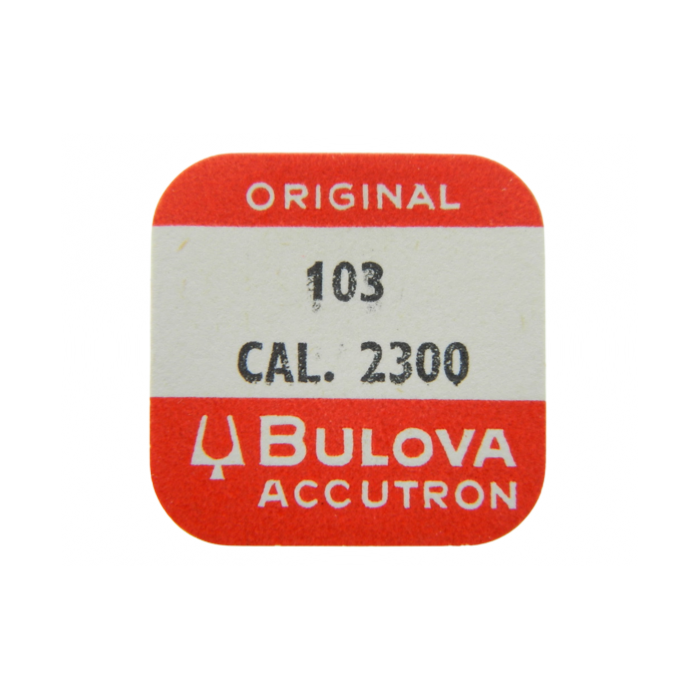 ORIGINAL
103
CAL. 2300
BULOVA
ACCUTRON